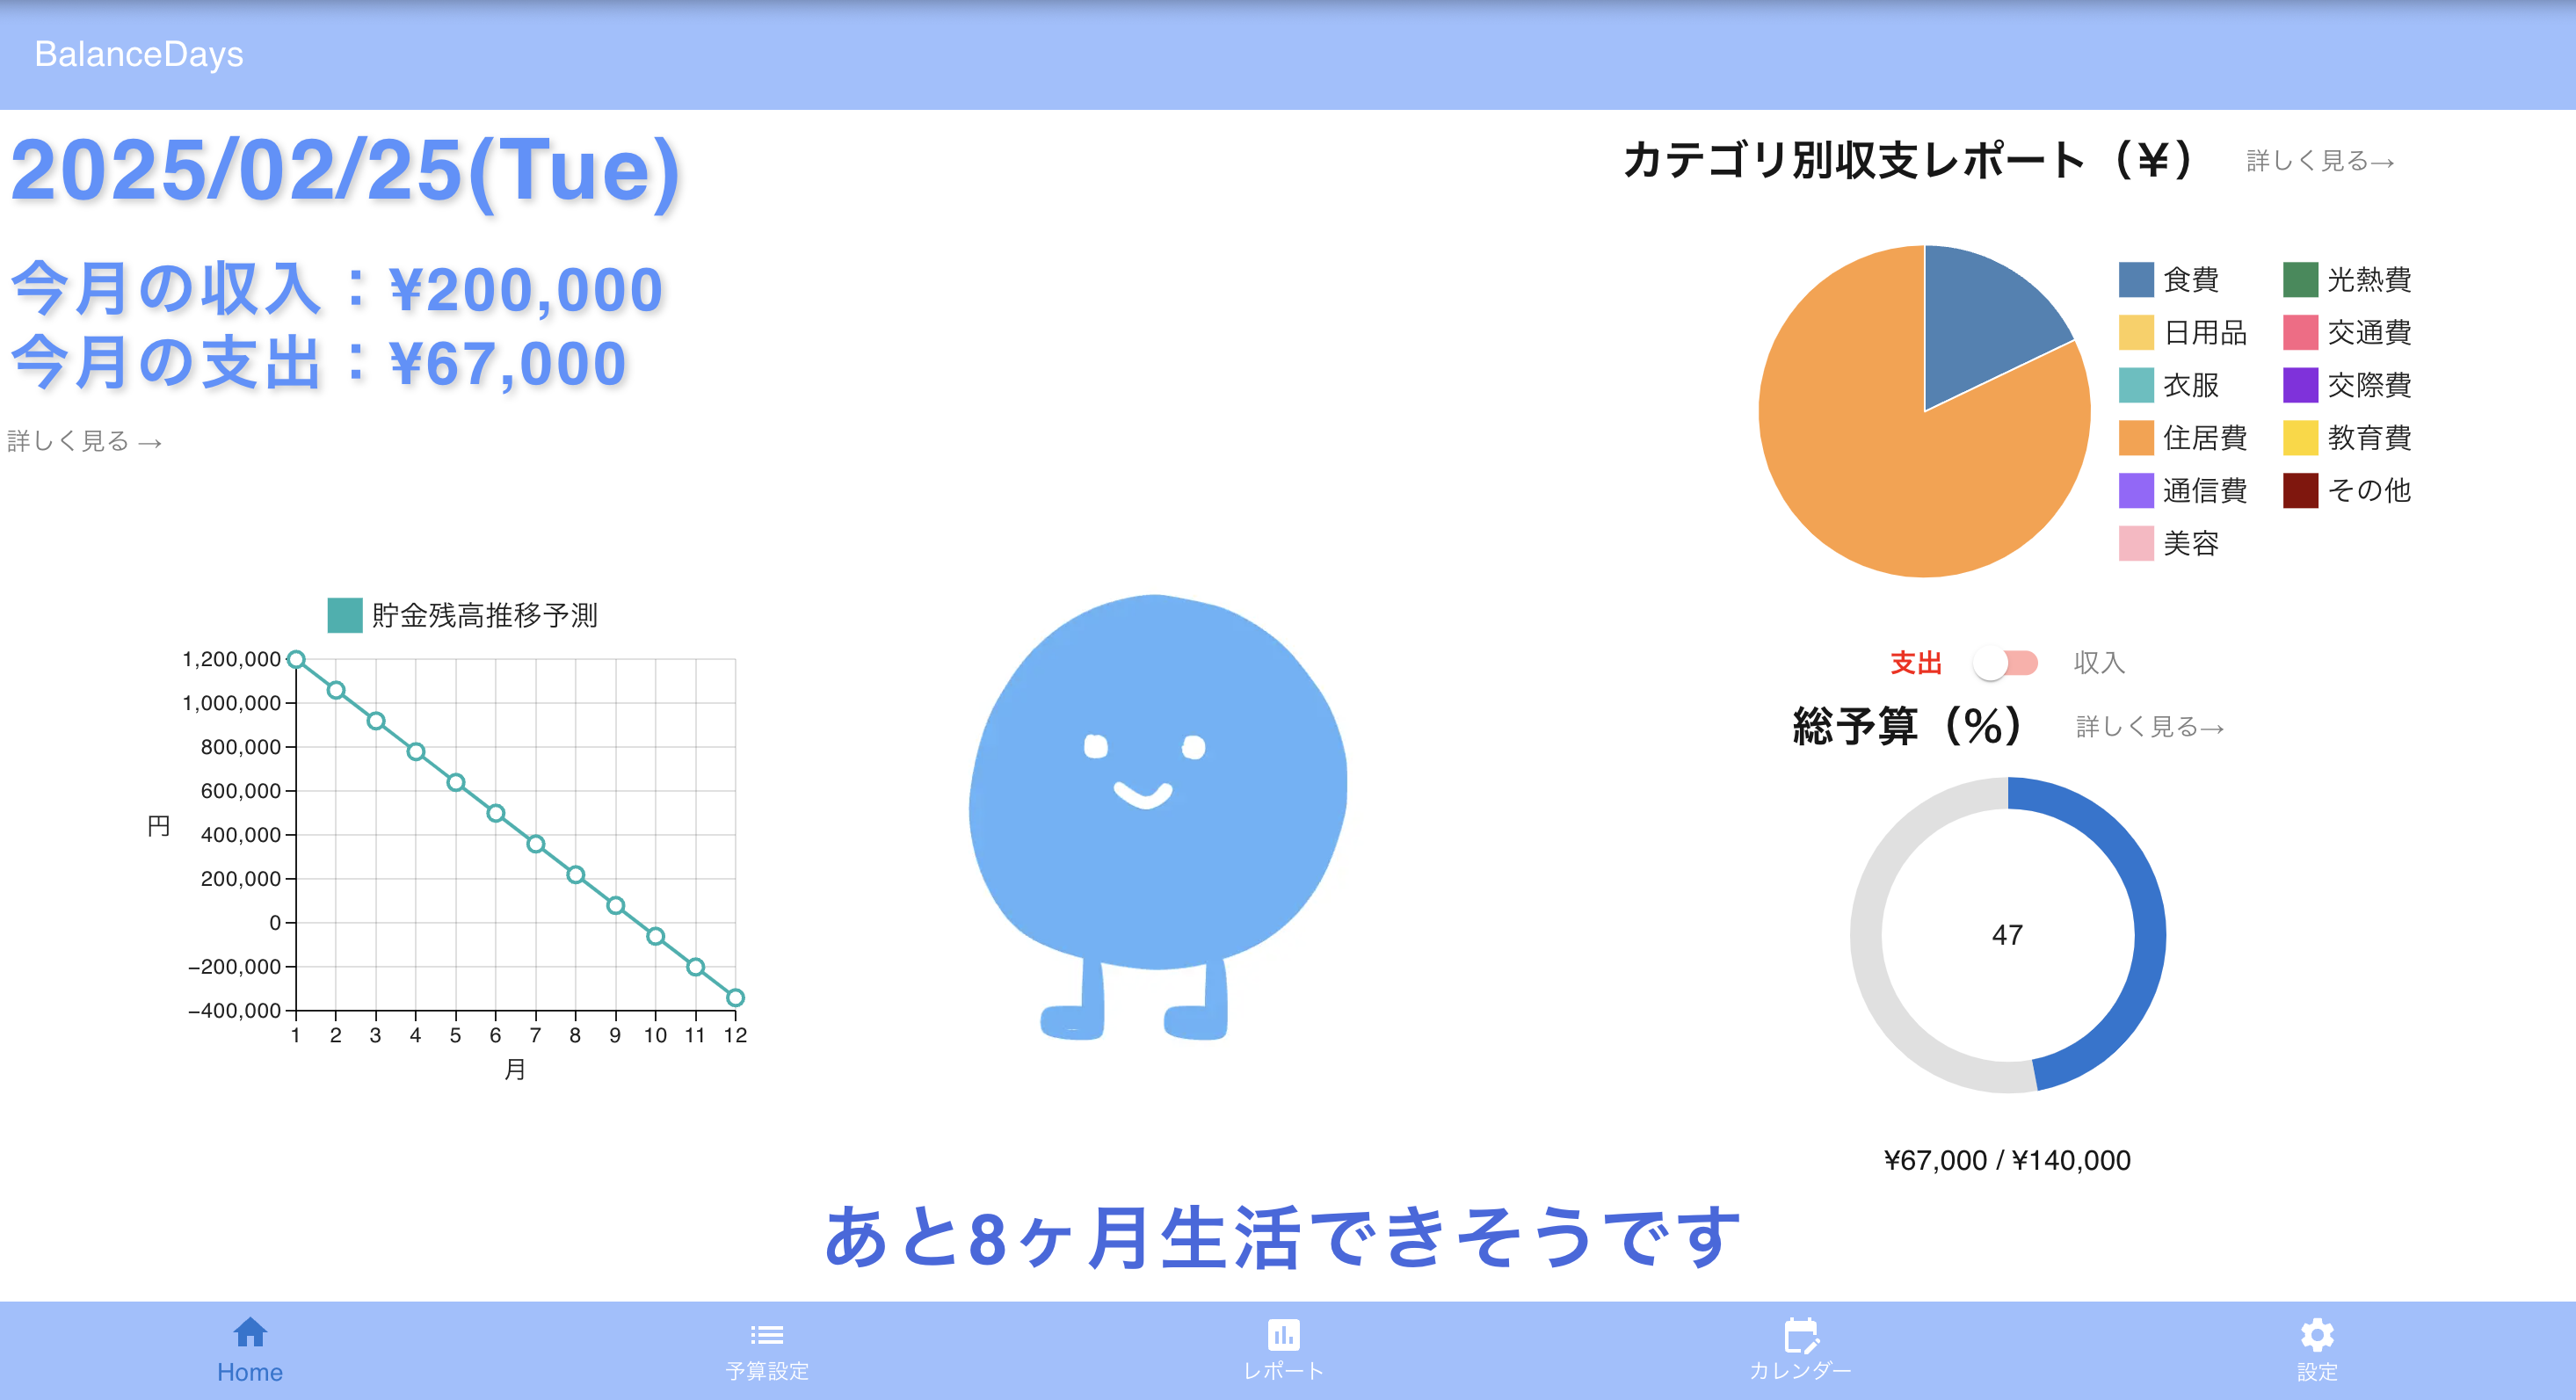 BalanceDays
2025/02/25(Tue)
今月の収入：¥200,000
今月の支出：¥67,000
詳しく見る →
貯金残高推移予測
1,200,000
1,000,000
800,000
600,000
400,000
200,000
0
−200,000
−400,000
円
1 2 3 4 5 6 7 8 9 10 11 12
月
カテゴリ別収支レポート（¥） 詳しく見る→
食費 光熱費
日用品 交通費
衣服 交際費
住居費 教育費
通信費 その他
美容
支出 収入
総予算（%） 詳しく見る→
47
¥67,000 / ¥140,000
あと8ヶ月生活できそうです
Home 予算設定 レポート カレンダー 設定